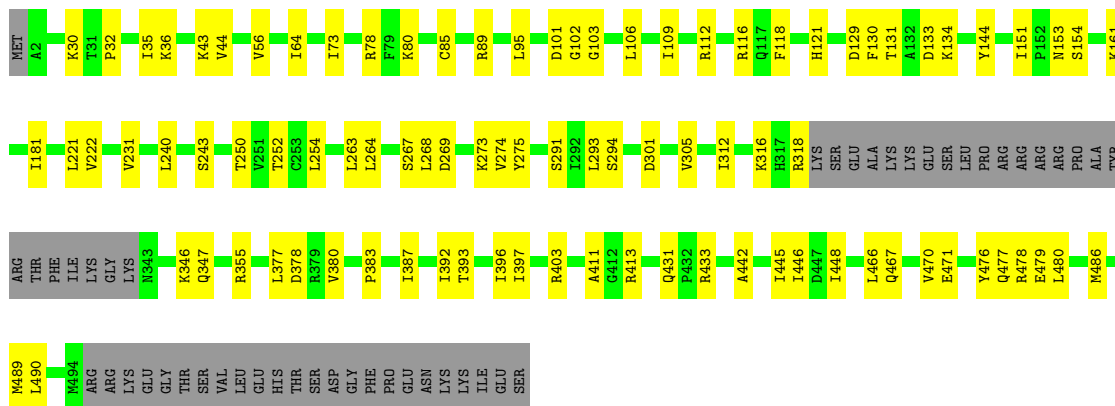 MET A2 K30 T31 P32 I35 K36 K43 V44 V56 I64 I73 R78 F79 K80 C85 R89 L95 D101 G102 G103 L106 I109 R112 R116 Q117 F118 H121 D129 F130 T131 A132 D133 K134 Y144 I151 P152 N153 S154 K161
I181 L221 V222 V231 L240 S243 T250 V251 T252 C253 L254 L263 L264 S267 L268 D269 K273 V274 Y275 S291 I292 L293 S294 D301 V305 I312 K316 H317 R318 LYS SER GLU ALA LYS LYS GLU SER LEU PRO ARG ARG ARG ARG PRO ALA TYR
ARG THR PHE ILE LYS GLY LYS N343 K346 Q347 R355 L377 D378 R379 V380 P383 I387 I392 T393 I396 I397 R403 A411 G412 R413 Q431 P432 R433 A442 I445 I446 D447 I448 L466 Q467 V470 E471 Y476 Q477 R478 E479 L480 M486
M489 L490 M494 ARG ARG LYS GLU GLY THR SER VAL LEU GLU HIS THR SER ASP GLY PHE PRO GLU ASN LYS LYS ILE GLU SER